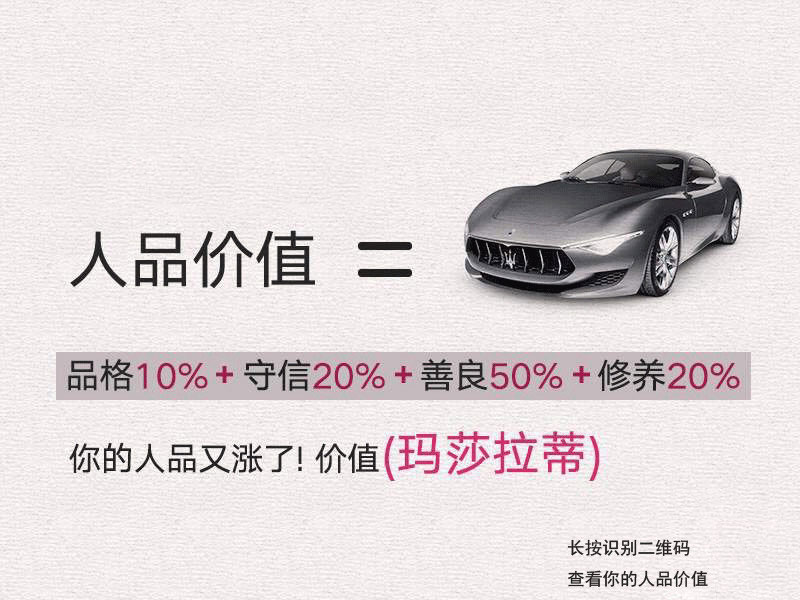 人品价值 =
品格10% + 守信20% + 善良50% + 修养20%
你的人品又涨了! 价值(玛莎拉蒂)
长按识别二维码
查看你的人品价值